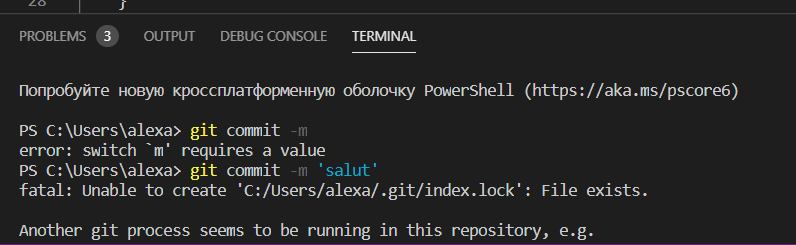 28 }
PROBLEMS 3 OUTPUT DEBUG CONSOLE TERMINAL
Попробуйте новую кроссплатформенную оболочку PowerShell (https://aka.ms/pscore6)
PS C:\Users\alexa> git commit -m
error: switch `m' requires a value
PS C:\Users\alexa> git commit -m 'salut'
fatal: Unable to create 'C:/Users/alexa/.git/index.lock': File exists.
Another git process seems to be running in this repository, e.g.